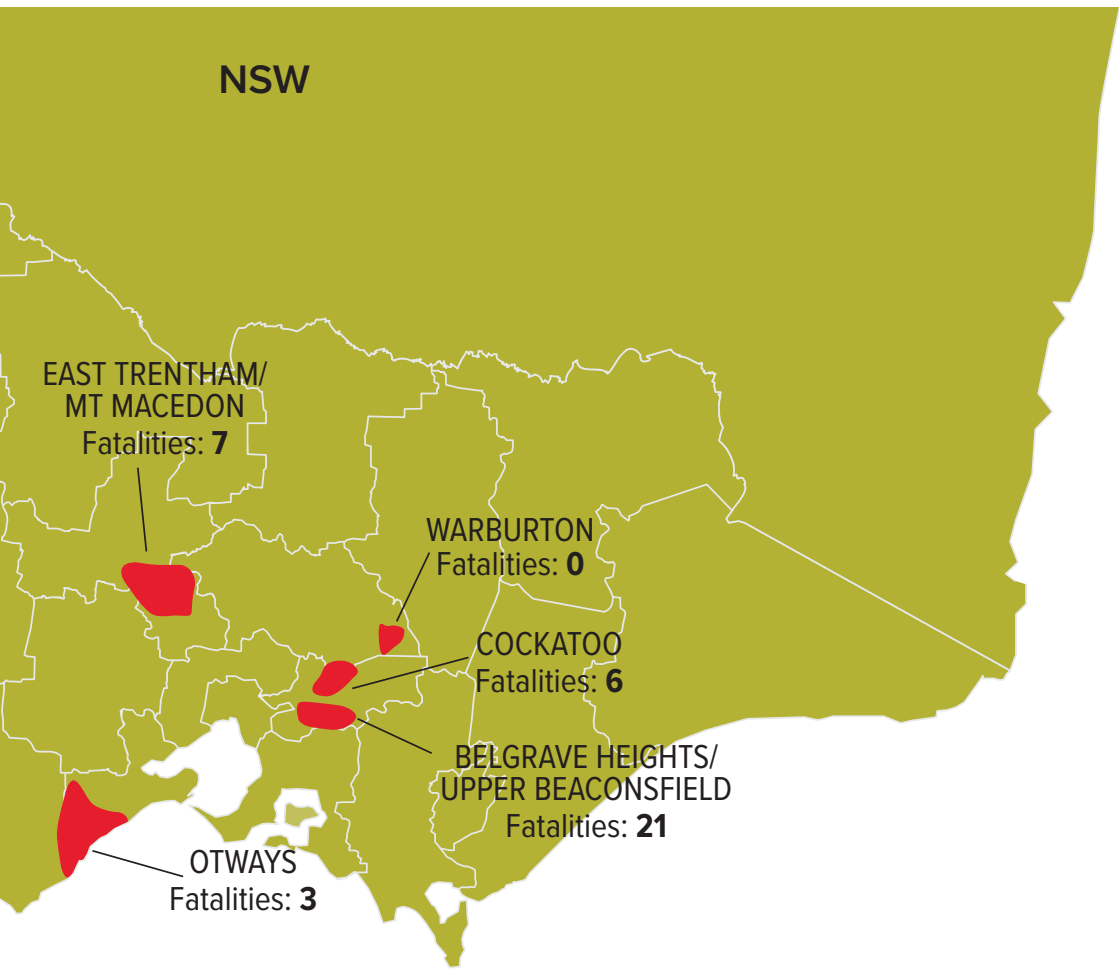 NSW
EAST TRENTHAM/
MT MACEDON
Fatalities: 7
WARBURTON
Fatalities: 0
COCKATOO
Fatalities: 6
BELGRAVE HEIGHTS/
UPPER BEACONSFIELD
Fatalities: 21
OTWAYS
Fatalities: 3